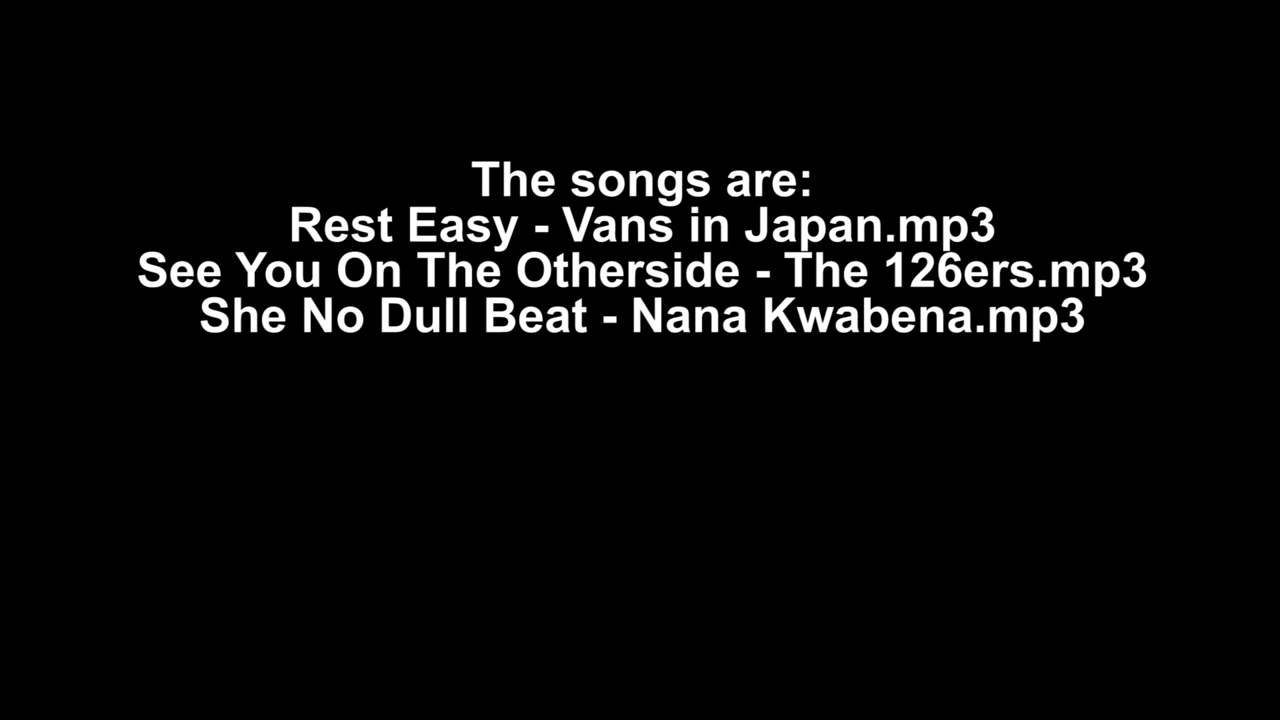 The songs are:
Rest Easy - Vans in Japan.mp3
See You On The Otherside - The 126ers.mp3
She No Dull Beat - Nana Kwabena.mp3